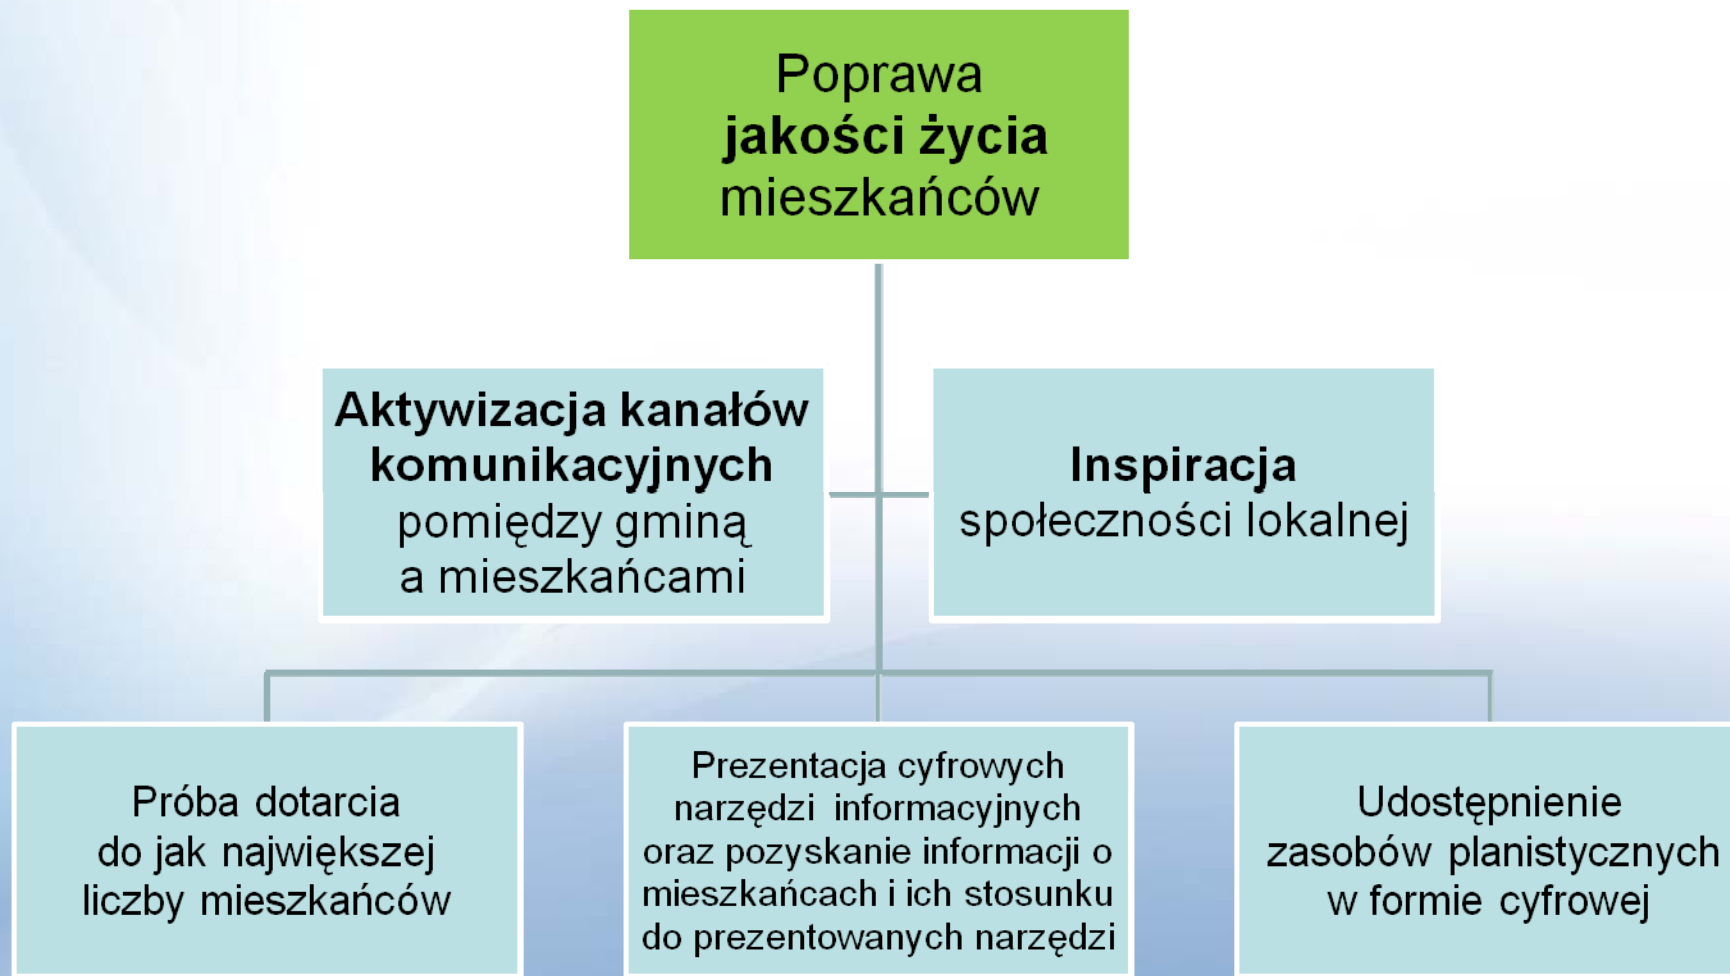 Poprawa
jakości życia
mieszkańców
Aktywizacja kanałów
komunikacyjnych
pomiędzy gminą
a mieszkańcami
Inspiracja
społeczności lokalnej
Próba dotarcia
do jak największej
liczby mieszkańców
Prezentacja cyfrowych
narzędzi informacyjnych
oraz pozyskanie informacji o
mieszkańcach i ich stosunku
do prezentowanych narzędzi
Udostępnienie
zasobów planistycznych
w formie cyfrowej